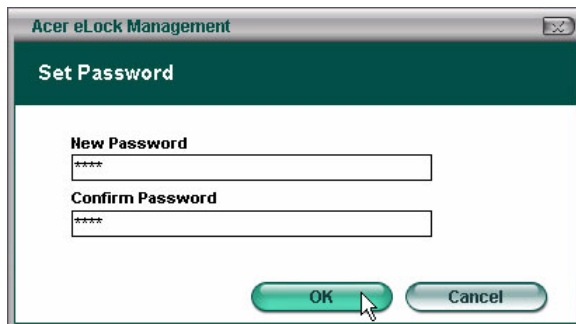 Acer eLock Management
Set Password
New Password
****
Confirm Password
****
OK Cancel